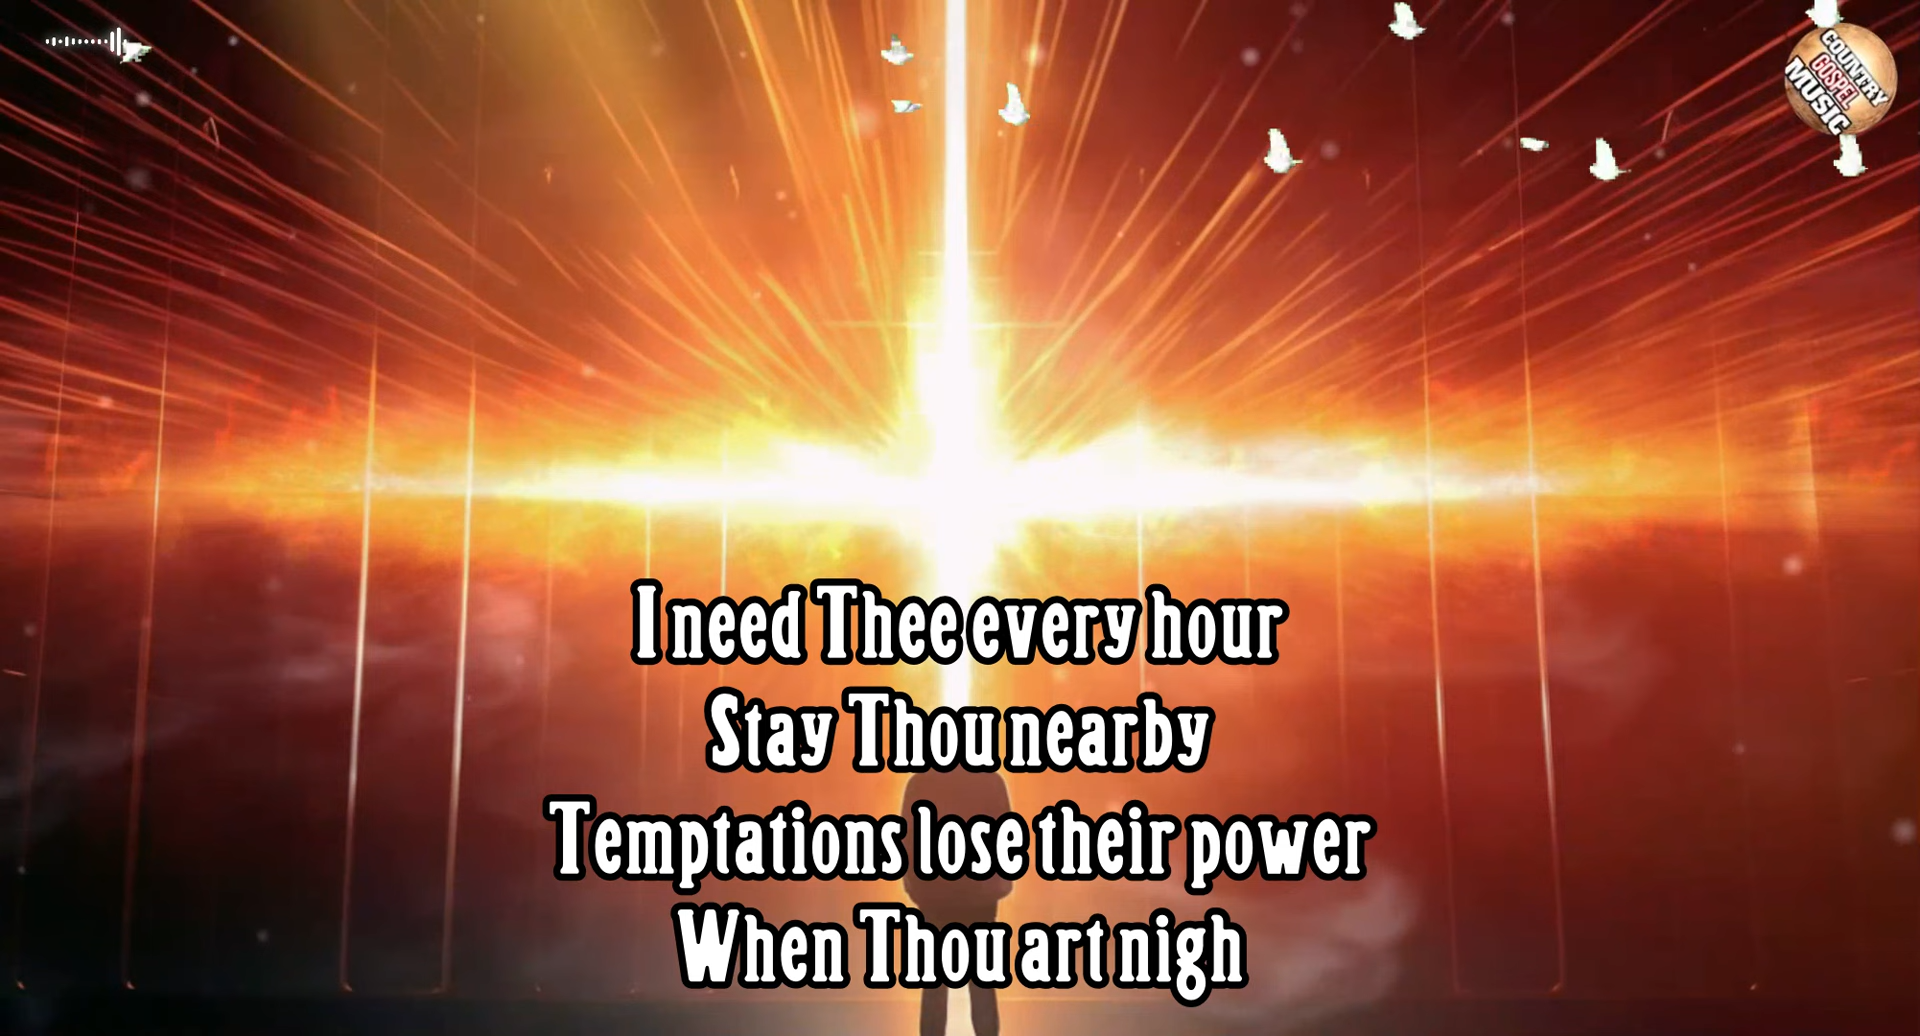 COUNTRY
GOSPEL
MUSIC
I need Thee every hour
Stay Thou nearby
Temptations lose their power
When Thou art nigh